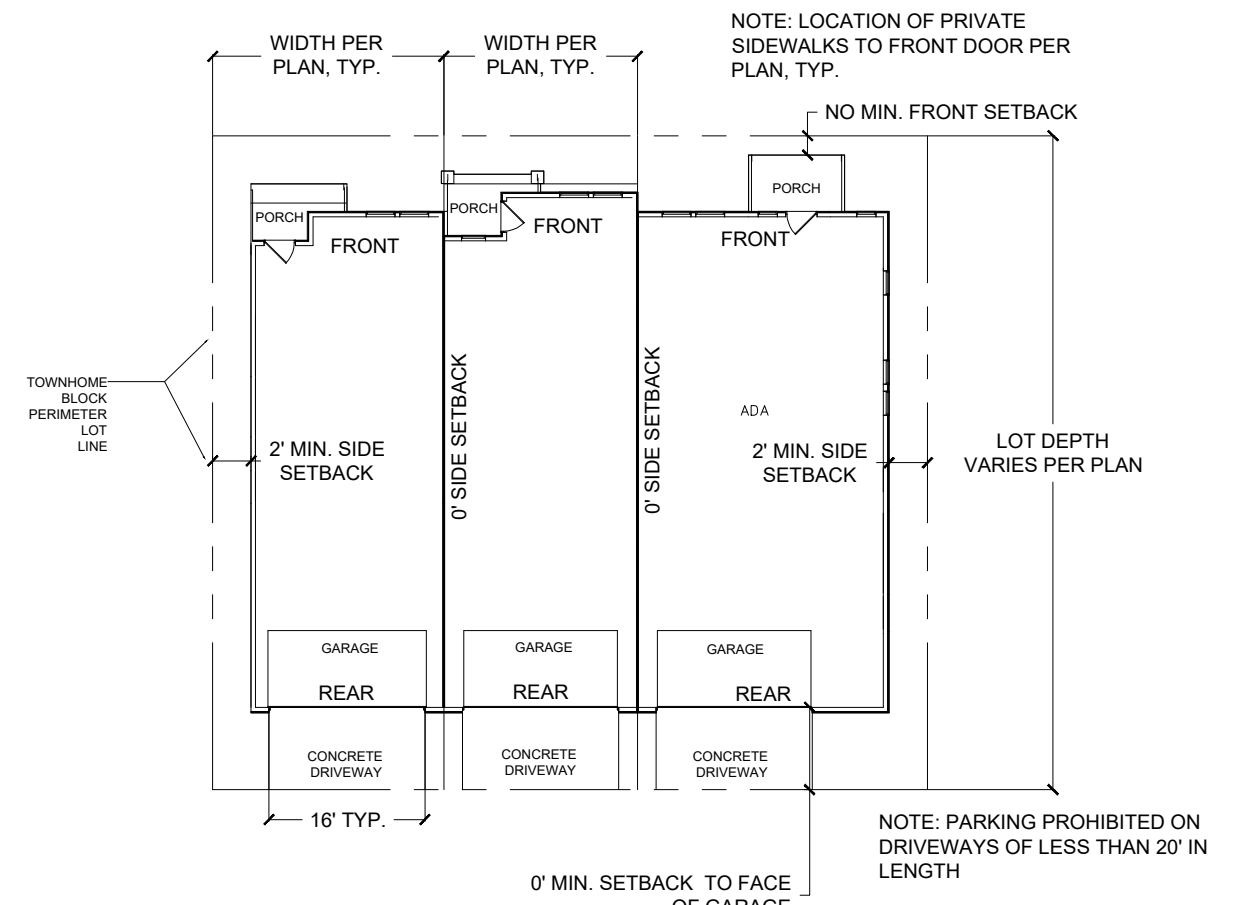 NOTE: LOCATION OF PRIVATE
SIDEWALKS TO FRONT DOOR PER
PLAN, TYP.
WIDTH PER
PLAN, TYP.
WIDTH PER
PLAN, TYP.
NO MIN. FRONT SETBACK
PORCH
PORCH
PORCH
FRONT
FRONT
FRONT
TOWNHOME
BLOCK
PERIMETER
LOT
LINE
2' MIN. SIDE
SETBACK
0' SIDE SETBACK
0' SIDE SETBACK
ADA
2' MIN. SIDE
SETBACK
LOT DEPTH
VARIES PER PLAN
GARAGE
GARAGE
GARAGE
REAR
REAR
REAR
CONCRETE
DRIVEWAY
CONCRETE
DRIVEWAY
CONCRETE
DRIVEWAY
16' TYP.
NOTE: PARKING PROHIBITED ON
DRIVEWAYS OF LESS THAN 20' IN
LENGTH
0' MIN. SETBACK TO FACE
OF GARAGE